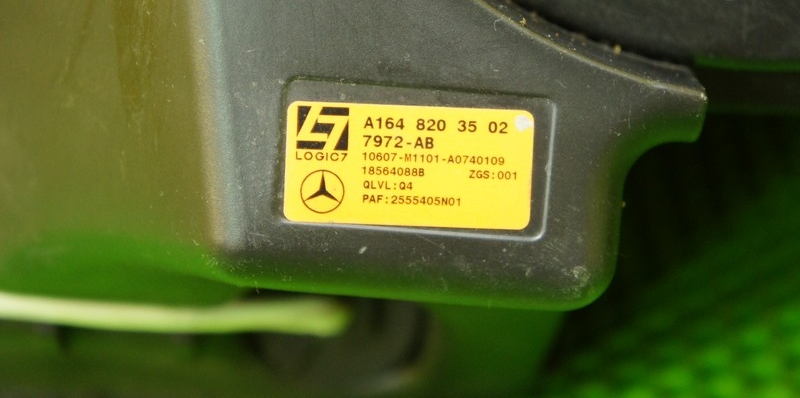 LOGIC7
A164 820 35 02
7972-AB
10607-M1101-A0740109
18564088B ZGS:001
QLVL:Q4
PAF:2555405N01